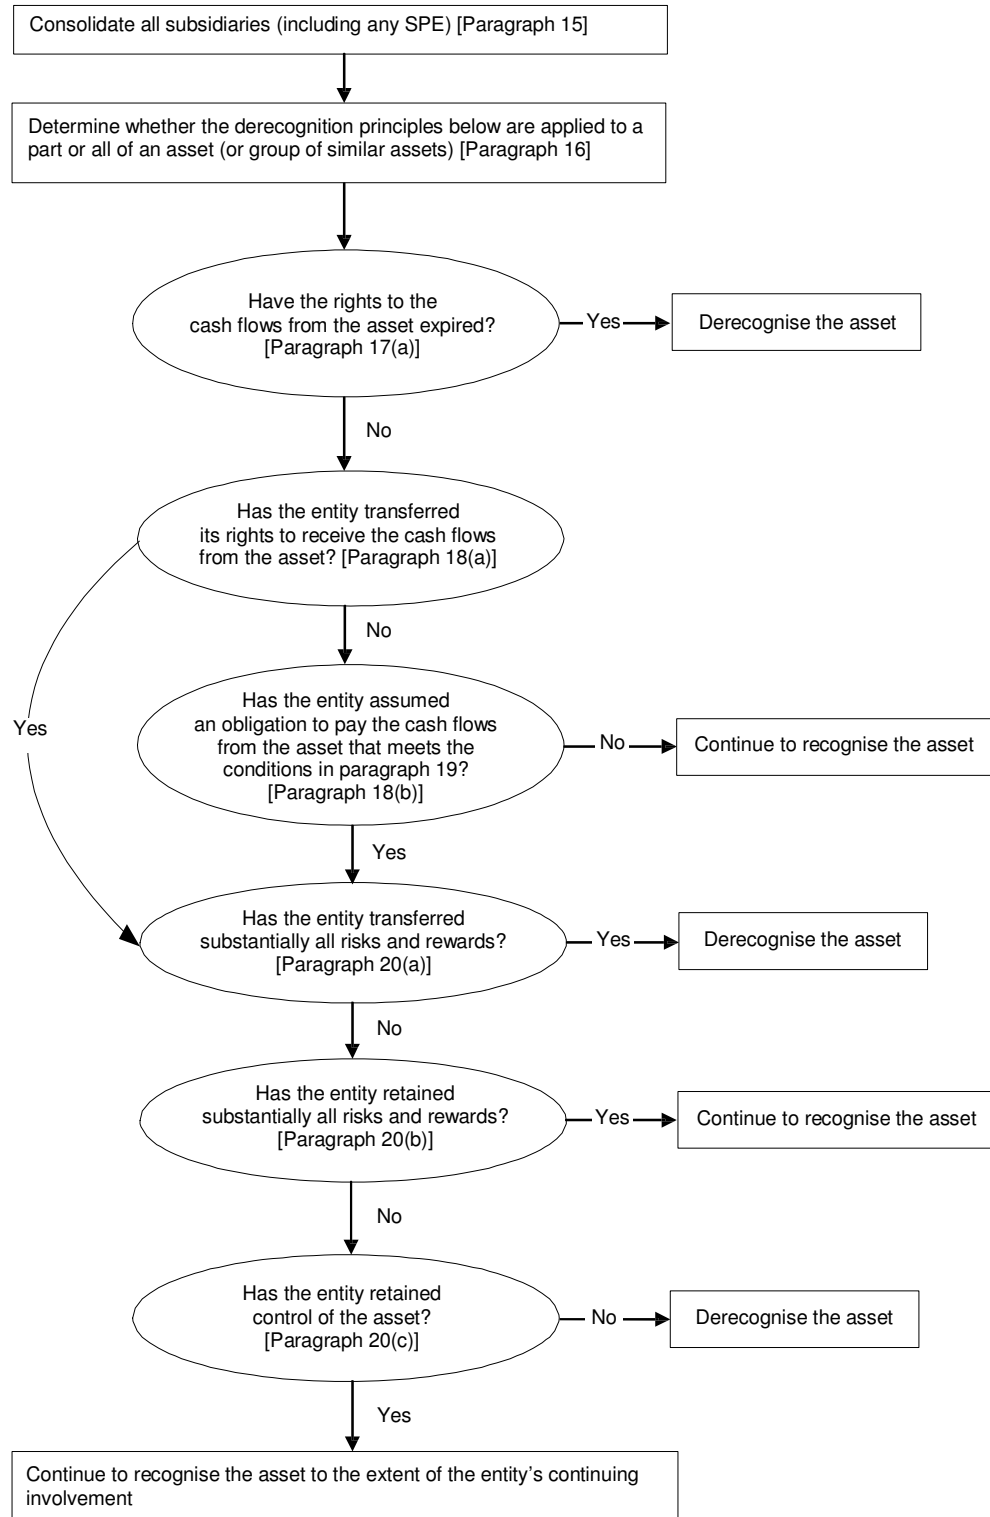 Consolidate all subsidiaries (including any SPE) [Paragraph 15]
Determine whether the derecognition principles below are applied to a
part or all of an asset (or group of similar assets) [Paragraph 16]
Have the rights to the
cash flows from the asset expired?
[Paragraph 17(a)]
Yes
Derecognise the asset
No
Has the entity transferred
its rights to receive the cash flows
from the asset? [Paragraph 18(a)]
No
Yes
Has the entity assumed
an obligation to pay the cash flows
from the asset that meets the
conditions in paragraph 19?
[Paragraph 18(b)]
No
Continue to recognise the asset
Yes
Has the entity transferred
substantially all risks and rewards?
[Paragraph 20(a)]
Yes
Derecognise the asset
No
Has the entity retained
substantially all risks and rewards?
[Paragraph 20(b)]
Yes
Continue to recognise the asset
No
Has the entity retained
control of the asset?
[Paragraph 20(c)]
No
Derecognise the asset
Yes
Continue to recognise the asset to the extent of the entity's continuing
involvement